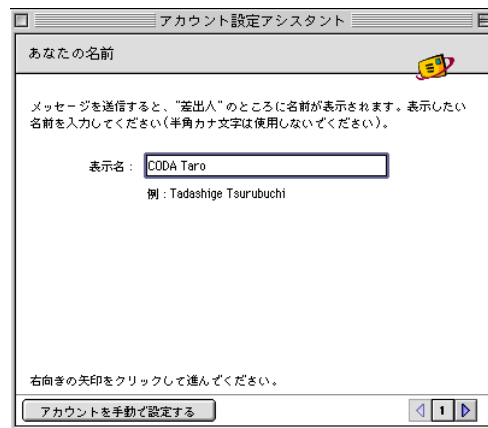 アカウント設定アシスタント
あなたの名前
メッセージを送信すると、"差出人"のところに名前が表示されます。表示したい
名前を入力してください(半角カナ文字は使用しないでください)。
表示名： CODA Taro
例：Tadashige Tsurubuchi
右向きの矢印をクリックして進んでください。
アカウントを手動で設定する 1